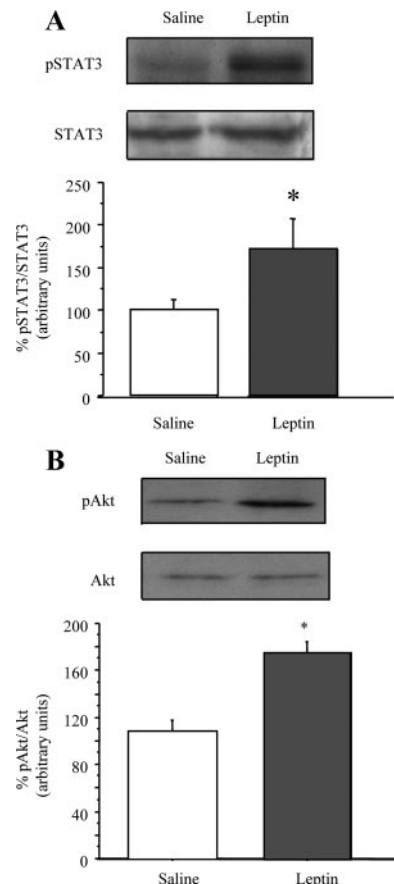 A
Saline Leptin
pSTAT3
STAT3
250
200
150
100
50
0
% pSTAT3/STAT3
(arbitrary units)
*
Saline Leptin
B
Saline Leptin
pAkt
Akt
200
160
120
80
40
0
% pAkt/Akt
(arbitrary units)
*
Saline Leptin